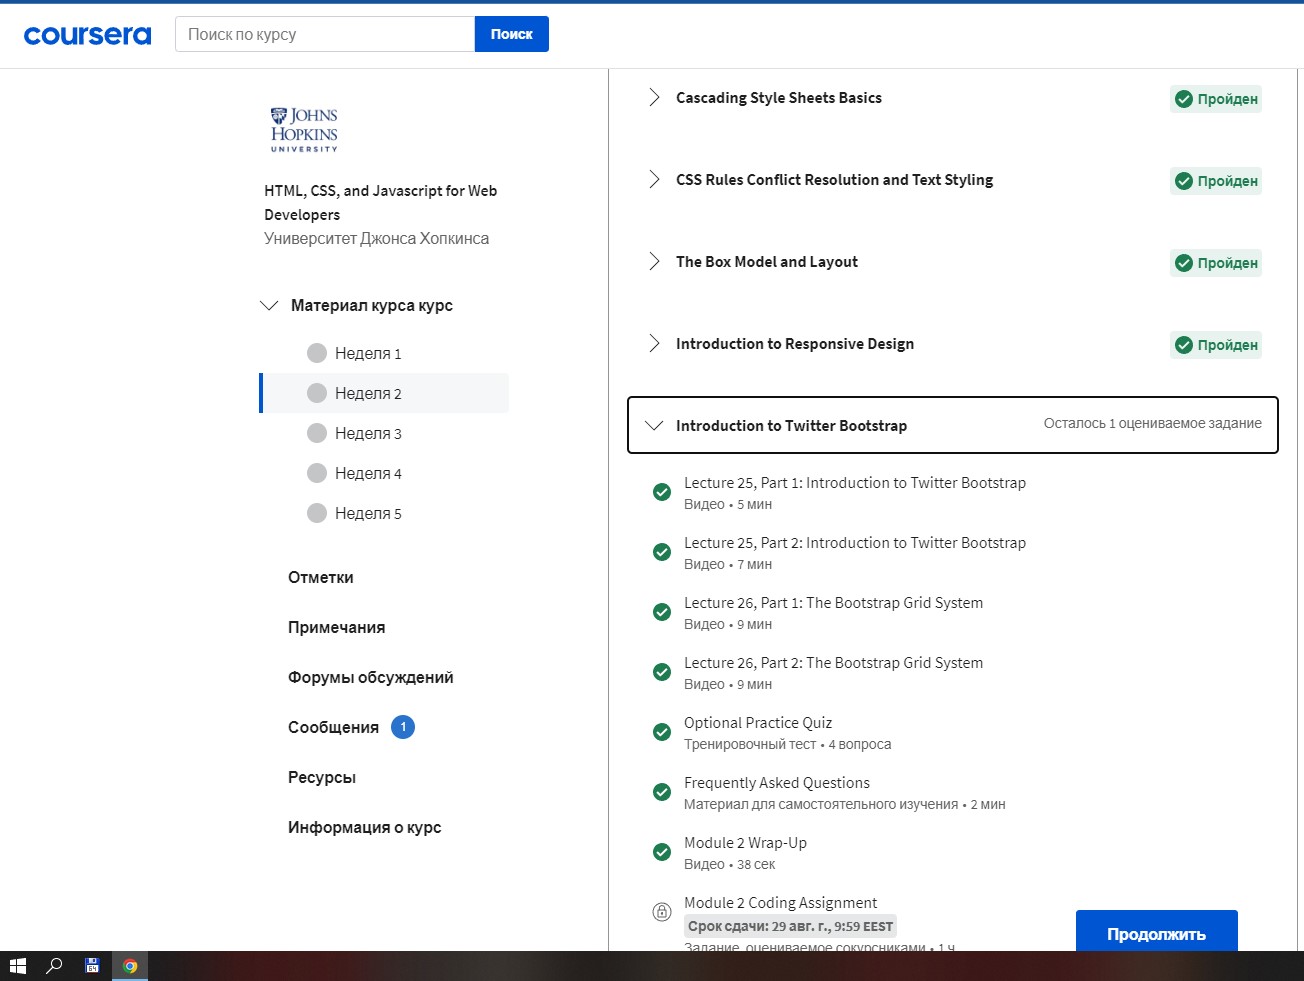 coursera
Поиск по курсу
Поиск
JOHNS
HOPKINS
UNIVERSITY
HTML, CSS, and Javascript for Web
Developers
Университет Джонса Хопкинса
Материал курса курс
Неделя 1
Неделя 2
Неделя 3
Неделя 4
Неделя 5
Отметки
Примечания
Форумы обсуждений
Сообщения 1
Ресурсы
Информация о курс
Cascading Style Sheets Basics
Пройден
CSS Rules Conflict Resolution and Text Styling
Пройден
The Box Model and Layout
Пройден
Introduction to Responsive Design
Пройден
Introduction to Twitter Bootstrap
Осталось 1 оцениваемое задание
Lecture 25, Part 1: Introduction to Twitter Bootstrap
Видео • 5 мин
Lecture 25, Part 2: Introduction to Twitter Bootstrap
Видео • 7 мин
Lecture 26, Part 1: The Bootstrap Grid System
Видео • 9 мин
Lecture 26, Part 2: The Bootstrap Grid System
Видео • 9 мин
Optional Practice Quiz
Тренировочный тест • 4 вопроса
Frequently Asked Questions
Материал для самостоятельного изучения • 2 мин
Module 2 Wrap-Up
Видео • 38 сек
Module 2 Coding Assignment
Срок сдачи: 29 авг. г., 9:59 EEST
Задание, оцениваемое сокурсниками • 1 ч
Продолжить
64